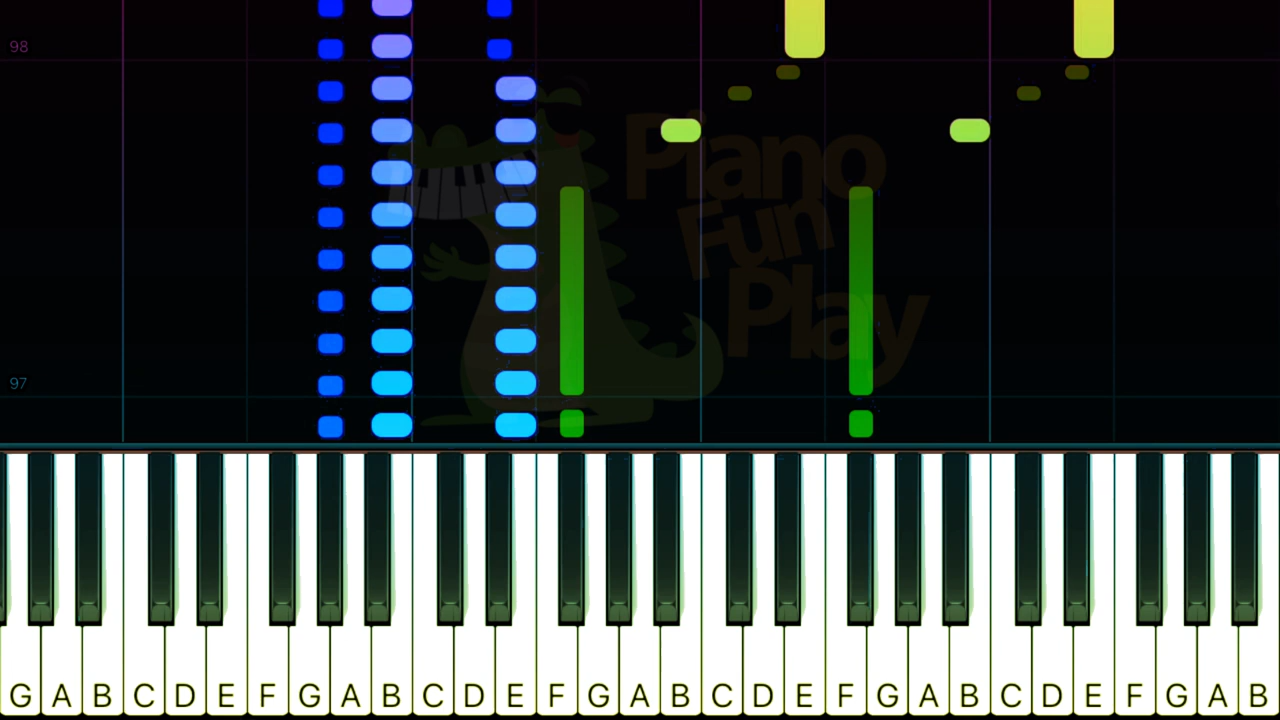 98
Piano
Fun
Play
97
G A B C D E F G A B C D E F G A B C D E F G A B C D E F G A B